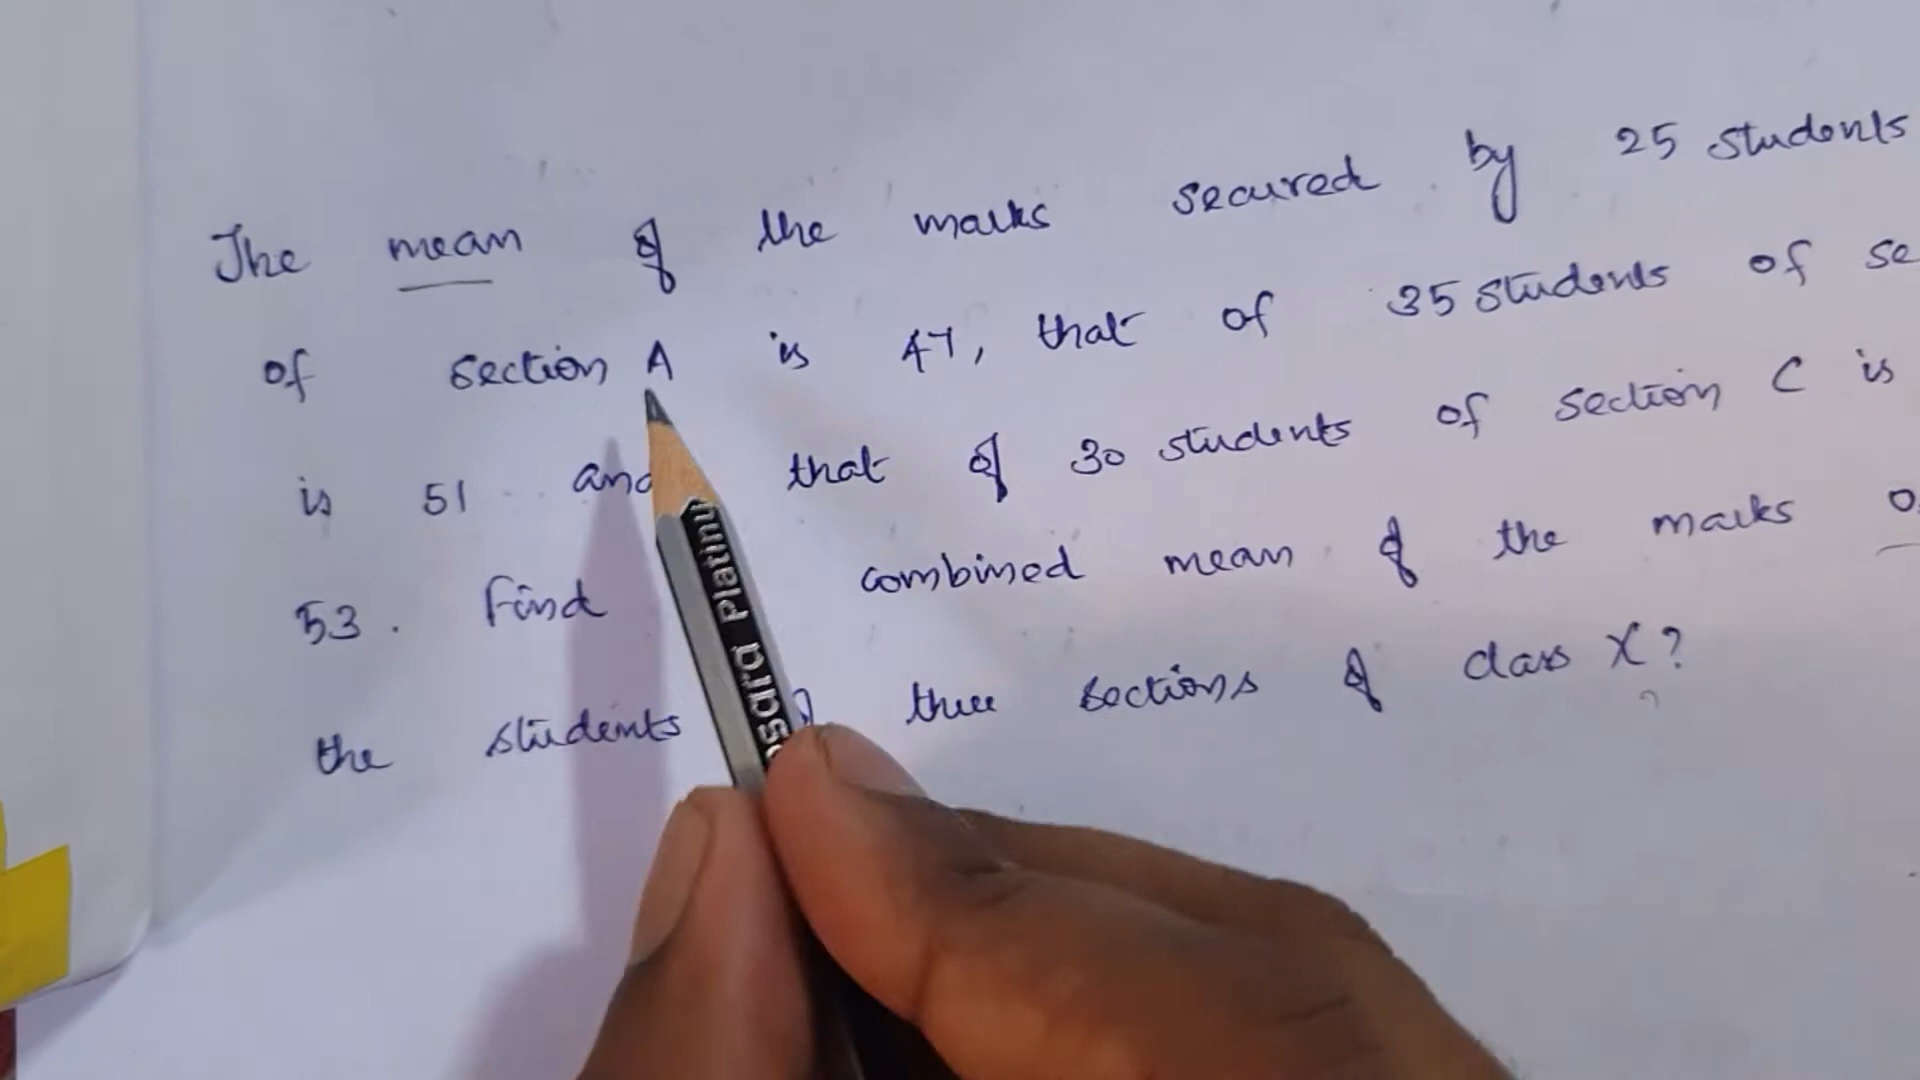 The mean of the marks secured by 25 students
of section A is 47, that of 35 students of se
is 51 and that of 30 students of section C is
53. Find combined mean of the marks o
the students three sections of class X?
Platinu